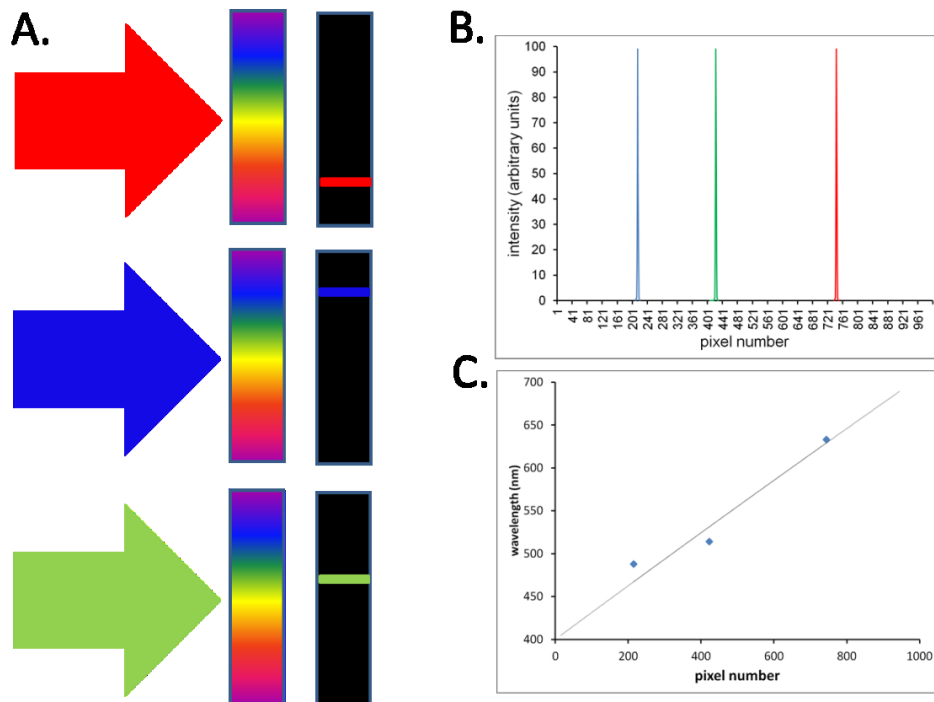 A.
B.
100
90
80
70
60
50
40
30
20
10
0
intensity (arbitrary units)
1 41 81 121 161 201 241 281 321 361 401 441 481 521 561 601 641 681 721 761 801 841 881 921 961
pixel number
C.
700
650
600
550
500
450
400
wavelength (nm)
0 200 400 600 800 1000
pixel number